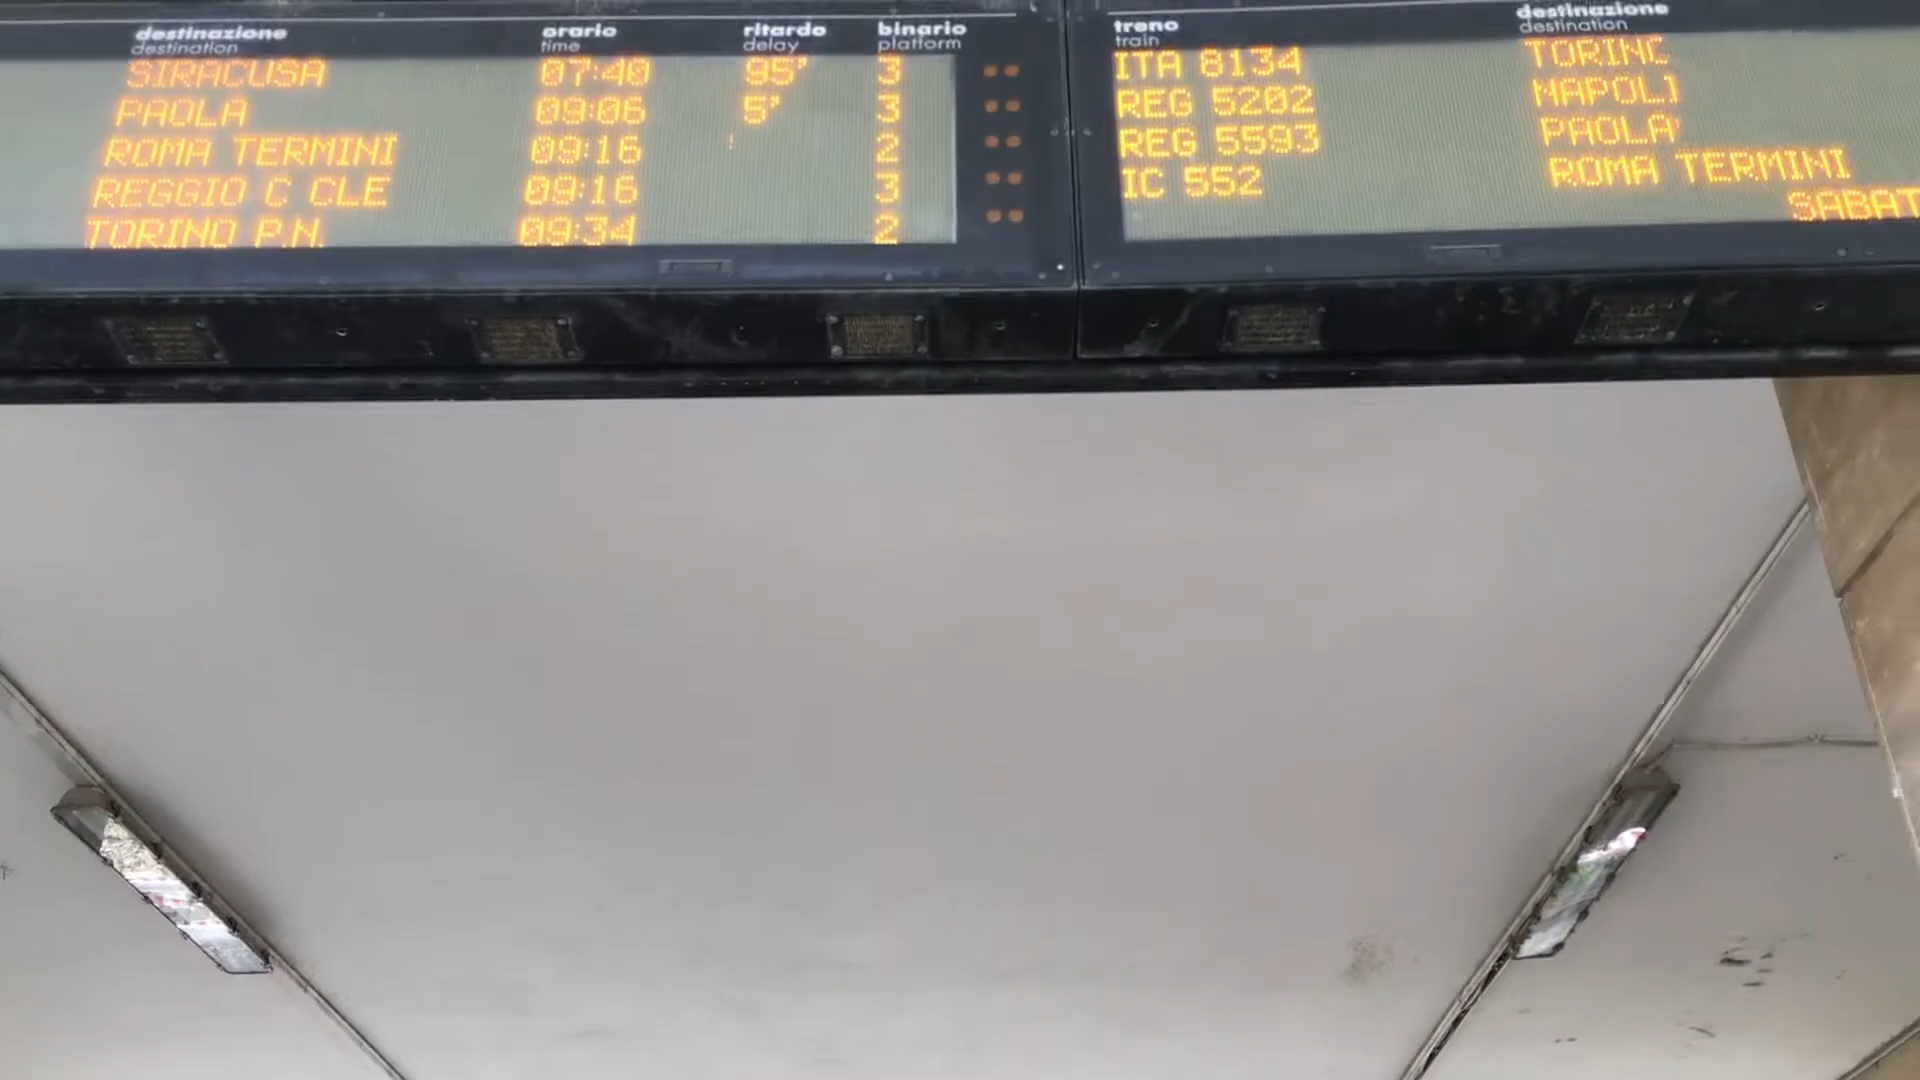 destinazione orario ritardo binario
destination time delay platform
SIRACUSA 07:40 95' 3
PAOLA 09:06 5' 3
ROMA TERMINI 09:16 2
REGGIO C CLE 09:16 3
TORINO P.N. 09:34 2
treno destinazione
train destination
ITA 8134 TORINO
REG 5202 NAPOLI
REG 5593 PAOLA
IC 552 ROMA TERMINI
SABAT